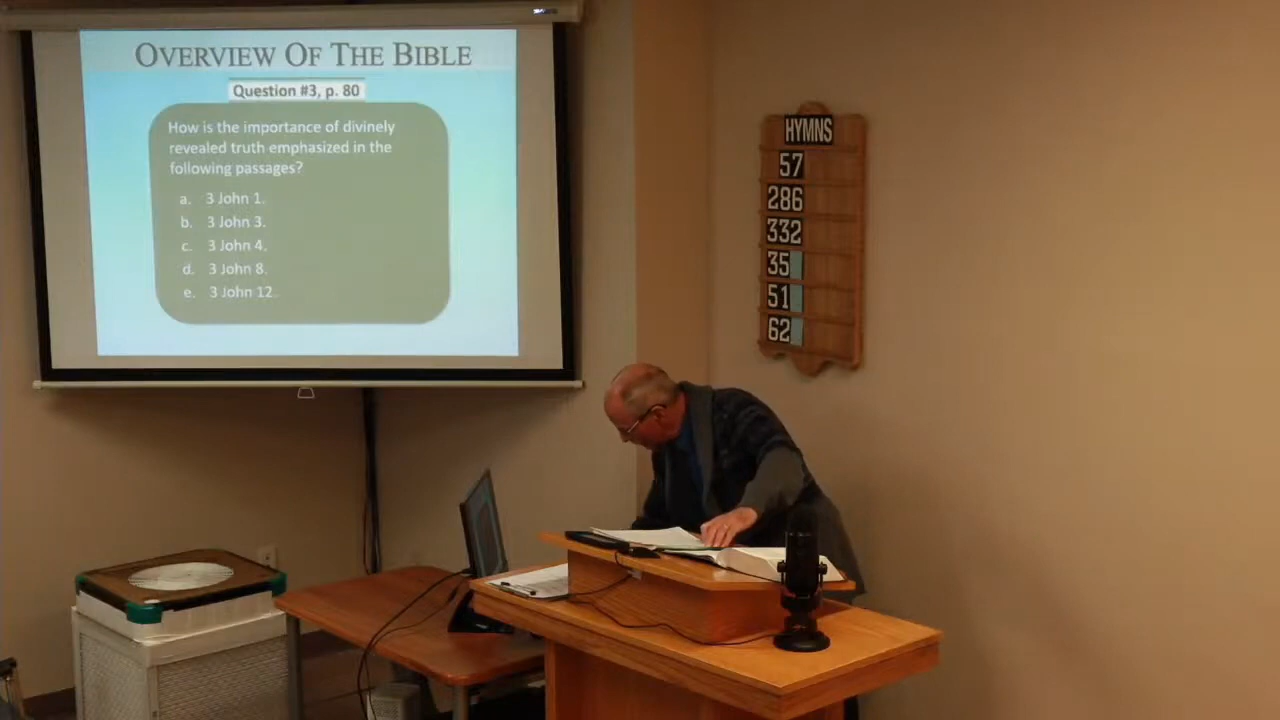 OVERVIEW OF THE BIBLE
Question #3, p. 80
How is the importance of divinely
revealed truth emphasized in the
following passages?
a. 3 John 1.
b. 3 John 3.
c. 3 John 4.
d. 3 John 8.
e. 3 John 12.
HYMNS
57
286
332
35
51
62